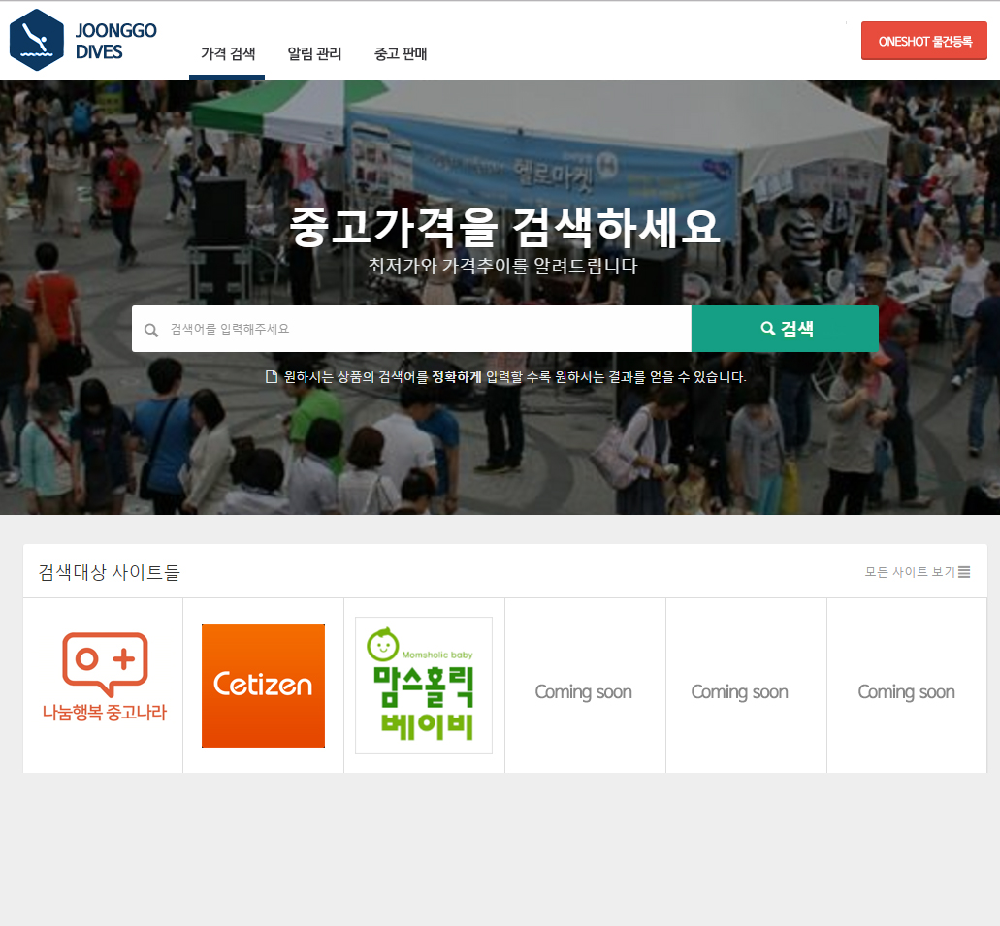 JOONGGO
DIVES
가격 검색
알림 관리
중고 판매
ONESHOT 물건등록
헬로마켓
중고가격을 검색하세요
최저가와 가격추이를 알려드립니다.
검색어를 입력해주세요
검색
원하시는 상품의 검색어를 정확하게 입력할 수록 원하시는 결과를 얻을 수 있습니다.
검색대상 사이트들
모든 사이트 보기
나눔행복 중고나라
Cetizen
Momsholic baby
맘스홀릭
베이비
Coming soon
Coming soon
Coming soon